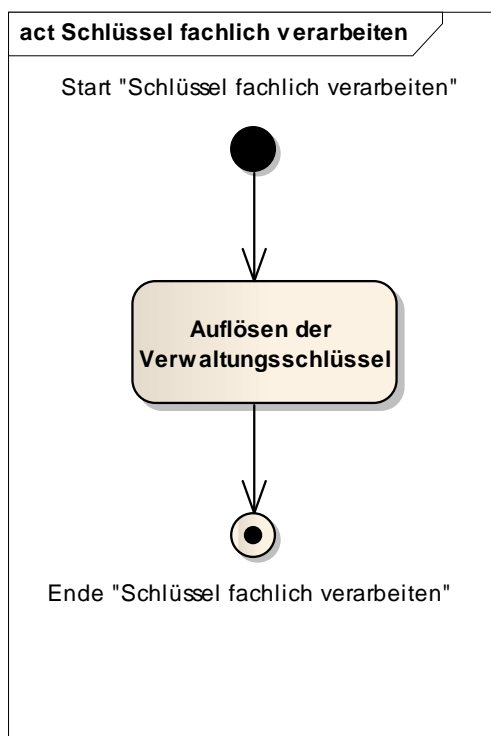 act Schlüssel fachlich verarbeiten
Start "Schlüssel fachlich verarbeiten"
Auflösen der
Verwaltungsschlüssel
Ende "Schlüssel fachlich verarbeiten"